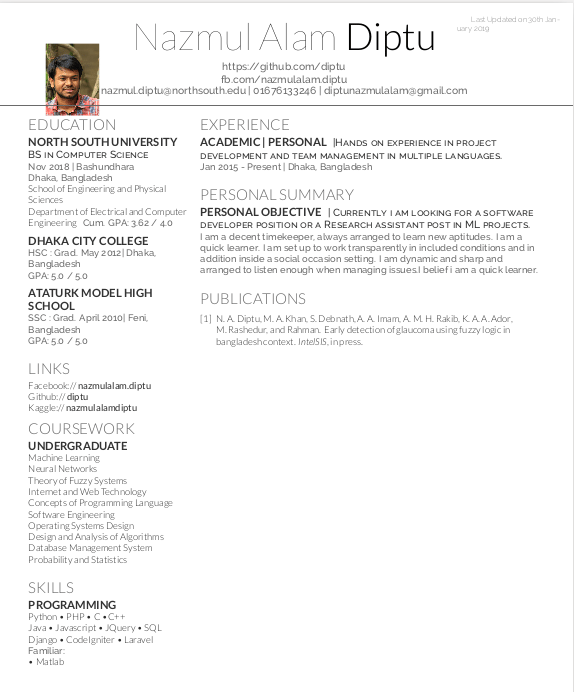 Last Updated on 30th Jan-
uary 2019
Nazmul Alam Diptu
https://github.com/diptu
fb.com/nazmulalam.diptu
nazmul.diptu@northsouth.edu | 01676133246 | diptunazmulalam@gmail.com
EDUCATION
NORTH SOUTH UNIVERSITY
BS IN COMPUTER SCIENCE
Nov 2018 | Bashundhara
Dhaka, Bangladesh
School of Engineering and Physical
Sciences
Department of Electrical and Computer
Engineering Cum. GPA: 3.62 / 4.0
DHAKA CITY COLLEGE
HSC : Grad. May 2012| Dhaka,
Bangladesh
GPA: 5.0 / 5.0
ATATURK MODEL HIGH
SCHOOL
SSC : Grad. April 2010| Feni,
Bangladesh
GPA: 5.0 / 5.0
LINKS
Facebook:// nazmulalam.diptu
Github:// diptu
Kaggle:// nazmulalamdiptu
COURSEWORK
UNDERGRADUATE
Machine Learning
Neural Networks
Theory of Fuzzy Systems
Internet and Web Technology
Concepts of Programming Language
Software Engineering
Operating Systems Design
Design and Analysis of Algorithms
Database Management System
Probability and Statistics
SKILLS
PROGRAMMING
Python • PHP • C • C++
Java • Javascript • JQuery • SQL
Django • CodeIgniter • Laravel
Familiar:
• Matlab
EXPERIENCE
ACADEMIC | PERSONAL | HANDS ON EXPERIENCE IN PROJECT
DEVELOPMENT AND TEAM MANAGEMENT IN MULTIPLE LANGUAGES.
Jan 2015 - Present | Dhaka, Bangladesh
PERSONAL SUMMARY
PERSONAL OBJECTIVE | CURRENTLY I AM LOOKING FOR A SOFTWARE
DEVELOPER POSITION OR A RESEARCH ASSISTANT POST IN ML PROJECTS.
I am a decent timekeeper, always arranged to learn new aptitudes. I am a
quick learner set up to work transparently in included conditions and in
addition inside a social occasion setting. I am dynamic and sharp and
arranged to listen enough when managing issues.I belief i am a quick learner.
PUBLICATIONS
[1] N. A. Diptu, M. A. Khan, S. Debnath, A. A. Imam, A. M. H. Rakib, K. A. A. Ador,
M. Rashedur, and Rahman. Early detection of glaucoma using fuzzy logic in
bangladesh context. IntelSIS, in press.